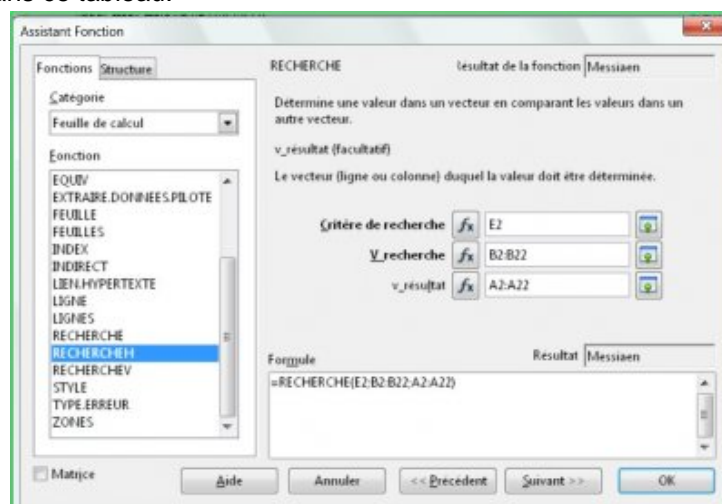 Assistant Fonction
Fonctions Structure
Catégorie
Feuille de calcul
Fonction
EQUIV
EXTRAIRE.DONNEES.PILOTE
FEUILLE
FEUILLES
INDEX
INDIRECT
LIEN.HYPERTEXTE
LIGNE
LIGNES
RECHERCHE
RECHERCHEH
RECHERCHEV
STYLE
TYPE.ERREUR
ZONES
RECHERCHE
lésultat de la fonction Messiaen
Détermine une valeur dans un vecteur en comparant les valeurs dans un
autre vecteur.
v_résultat (facultatif)
Le vecteur (ligne ou colonne) duquel la valeur doit être déterminée.
Critère de recherche fx E2
V_recherche fx B2:B22
v_résultat fx A2:A22
Formule
Résultat Messiaen
=RECHERCHE(E2;B2:B22;A2:A22)
Matrice
Aide
Annuler
<< Précédent
Suivant >>
OK